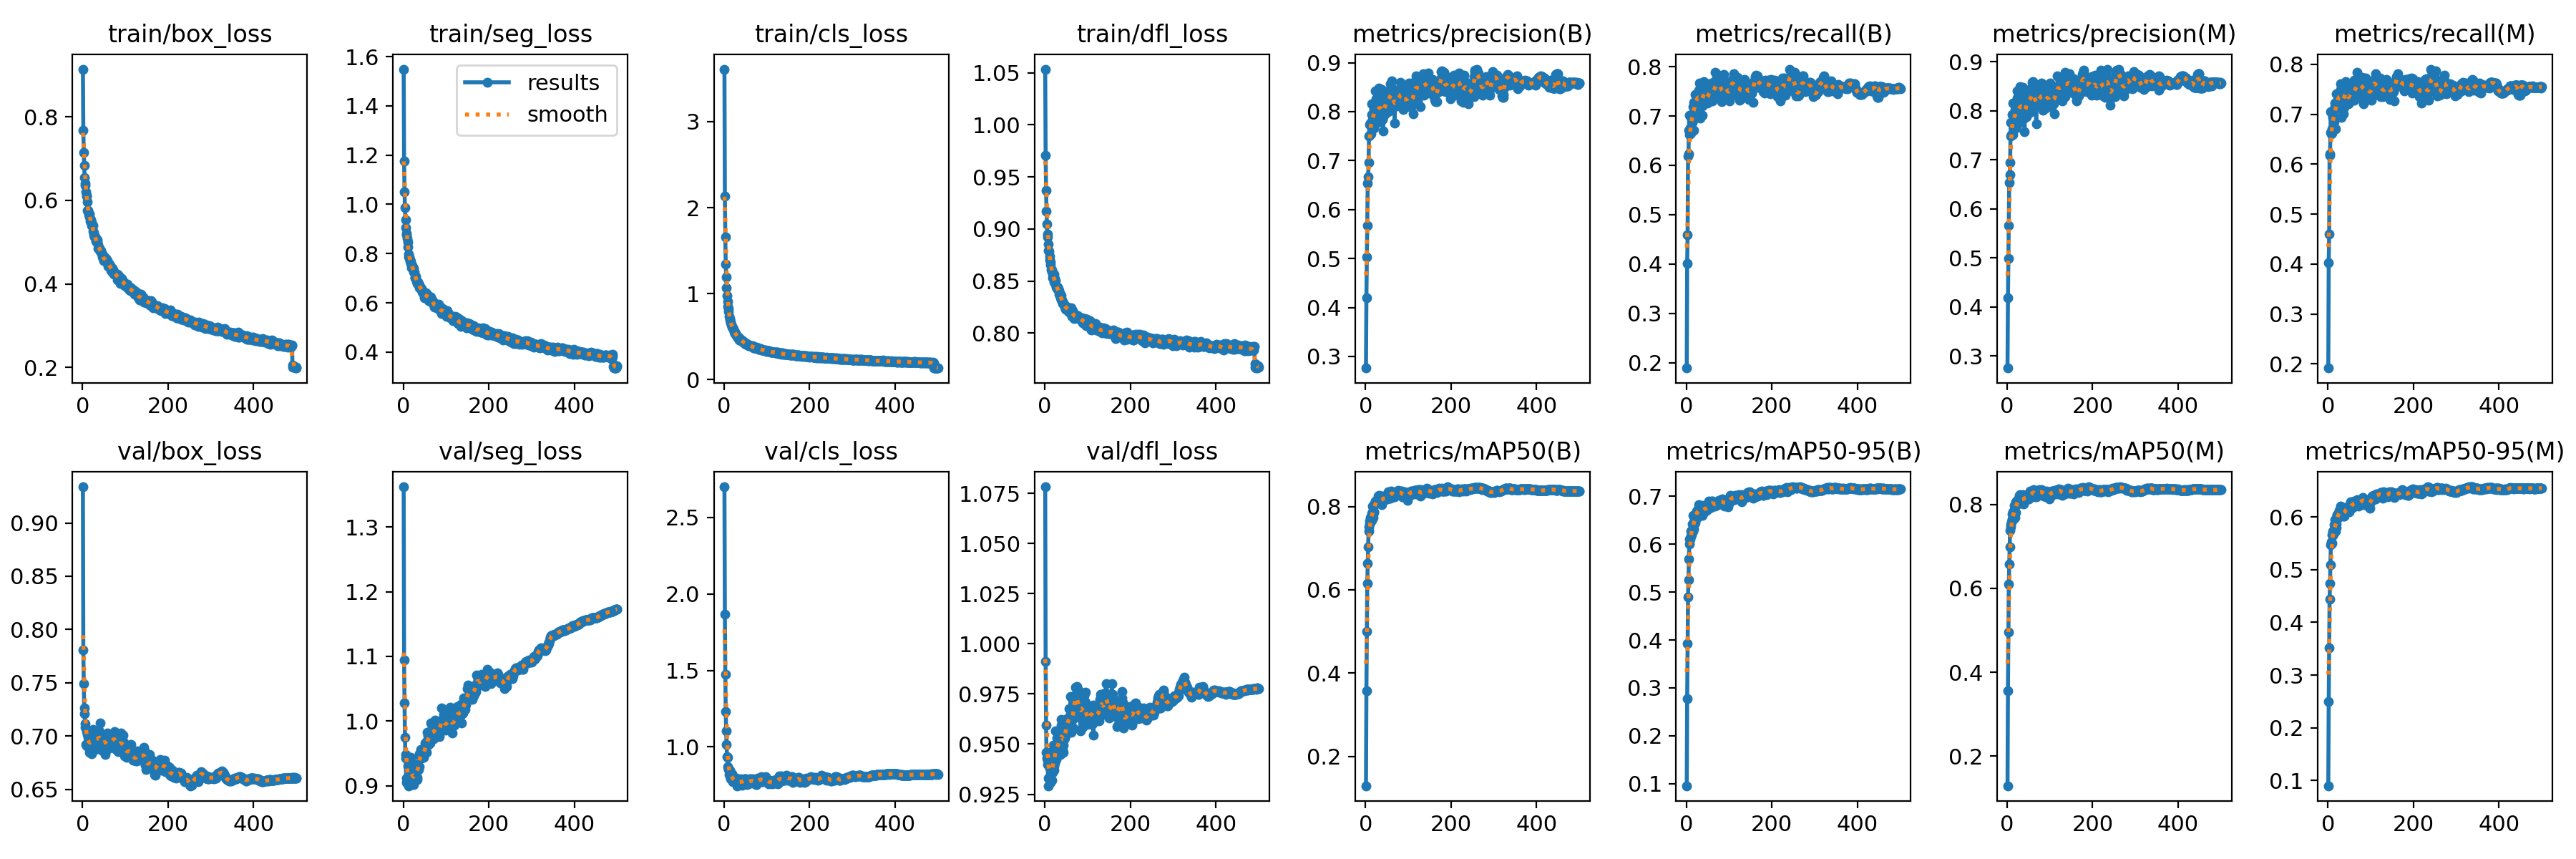 train/box_loss
train/seg_loss
train/cls_loss
train/dfl_loss
metrics/precision(B)
metrics/recall(B)
metrics/precision(M)
metrics/recall(M)
0.8
0.6
0.4
0.2
0 200 400
1.6
1.4
1.2
1.0
0.8
0.6
0.4
results
smooth
0 200 400
3
2
1
0
0 200 400
1.05
1.00
0.95
0.90
0.85
0.80
0 200 400
0.9
0.8
0.7
0.6
0.5
0.4
0.3
0 200 400
0.8
0.7
0.6
0.5
0.4
0.3
0.2
0 200 400
0.9
0.8
0.7
0.6
0.5
0.4
0.3
0 200 400
0.8
0.7
0.6
0.5
0.4
0.3
0.2
0 200 400
val/box_loss
val/seg_loss
val/cls_loss
val/dfl_loss
metrics/mAP50(B)
metrics/mAP50-95(B)
metrics/mAP50(M)
metrics/mAP50-95(M)
0.90
0.85
0.80
0.75
0.70
0.65
0 200 400
1.3
1.2
1.1
1.0
0.9
0 200 400
2.5
2.0
1.5
1.0
0 200 400
1.075
1.050
1.025
1.000
0.975
0.950
0.925
0 200 400
0.8
0.6
0.4
0.2
0 200 400
0.7
0.6
0.5
0.4
0.3
0.2
0.1
0 200 400
0.8
0.6
0.4
0.2
0 200 400
0.6
0.5
0.4
0.3
0.2
0.1
0 200 400